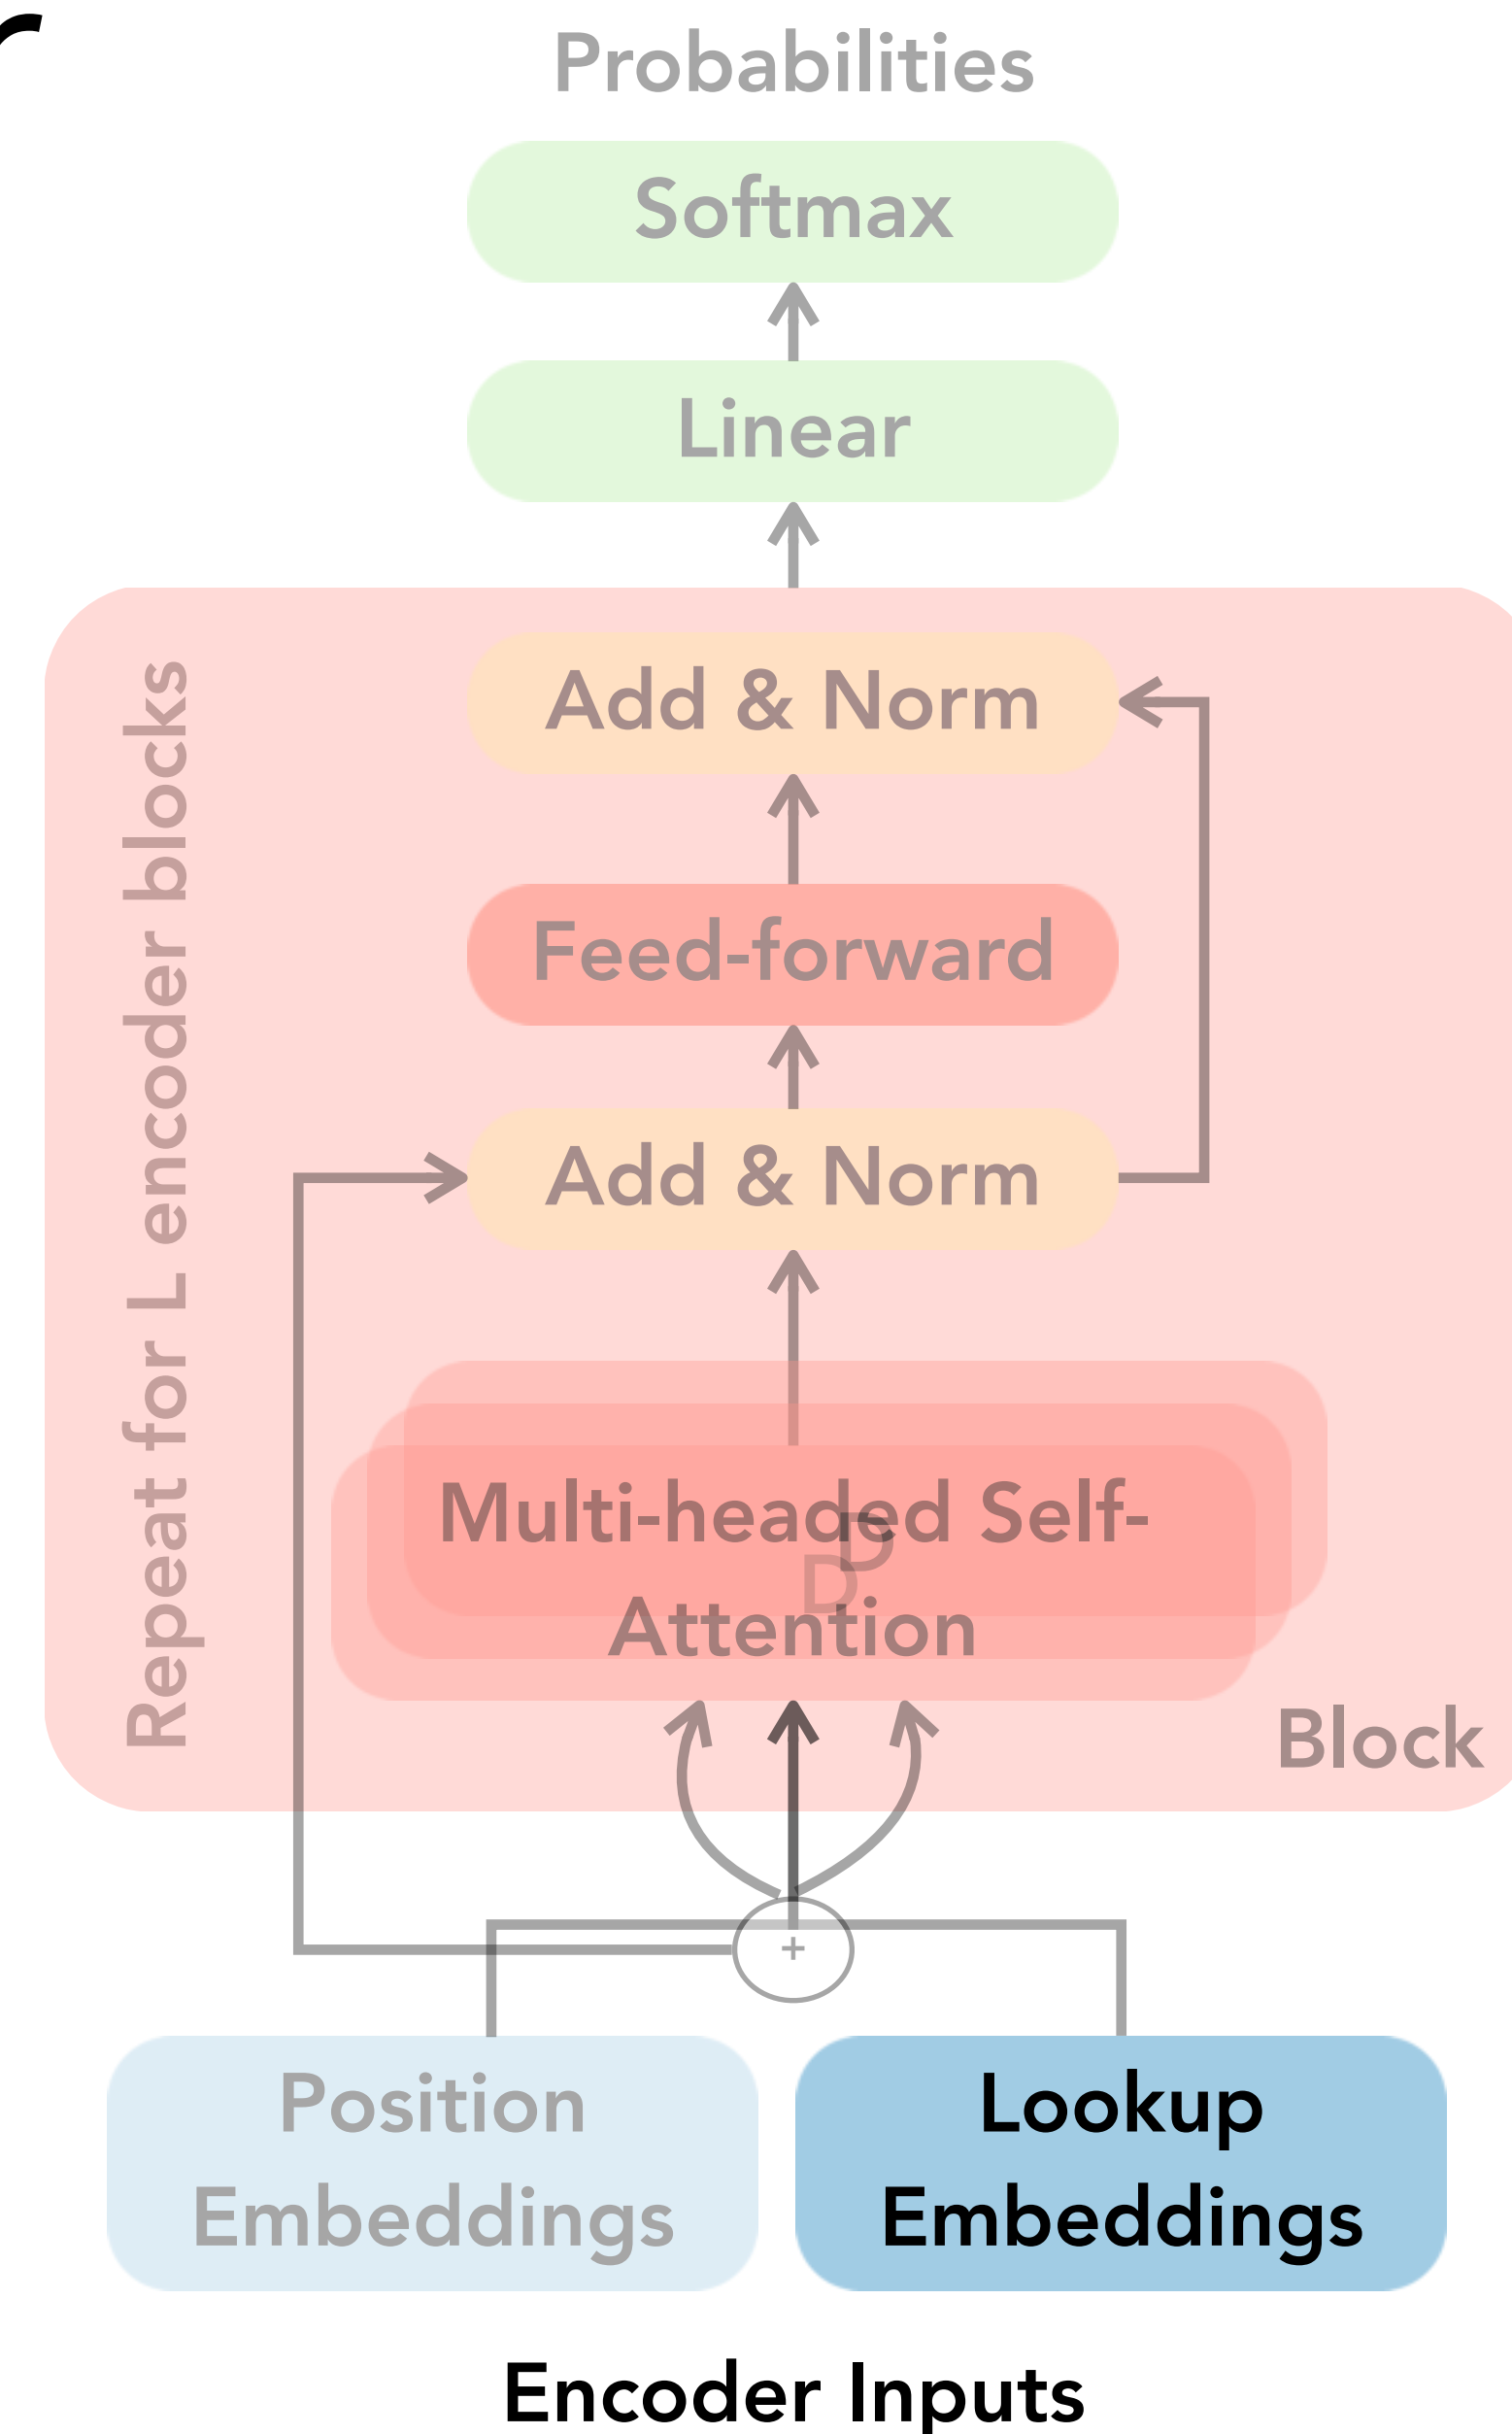 Probabilities
Softmax
Linear
Repeat for L encoder blocks
Add & Norm
Feed-forward
Add & Norm
Multi-headed Self-
Attention
D
D
Block
+
Position
Embeddings
Lookup
Embeddings
Encoder Inputs